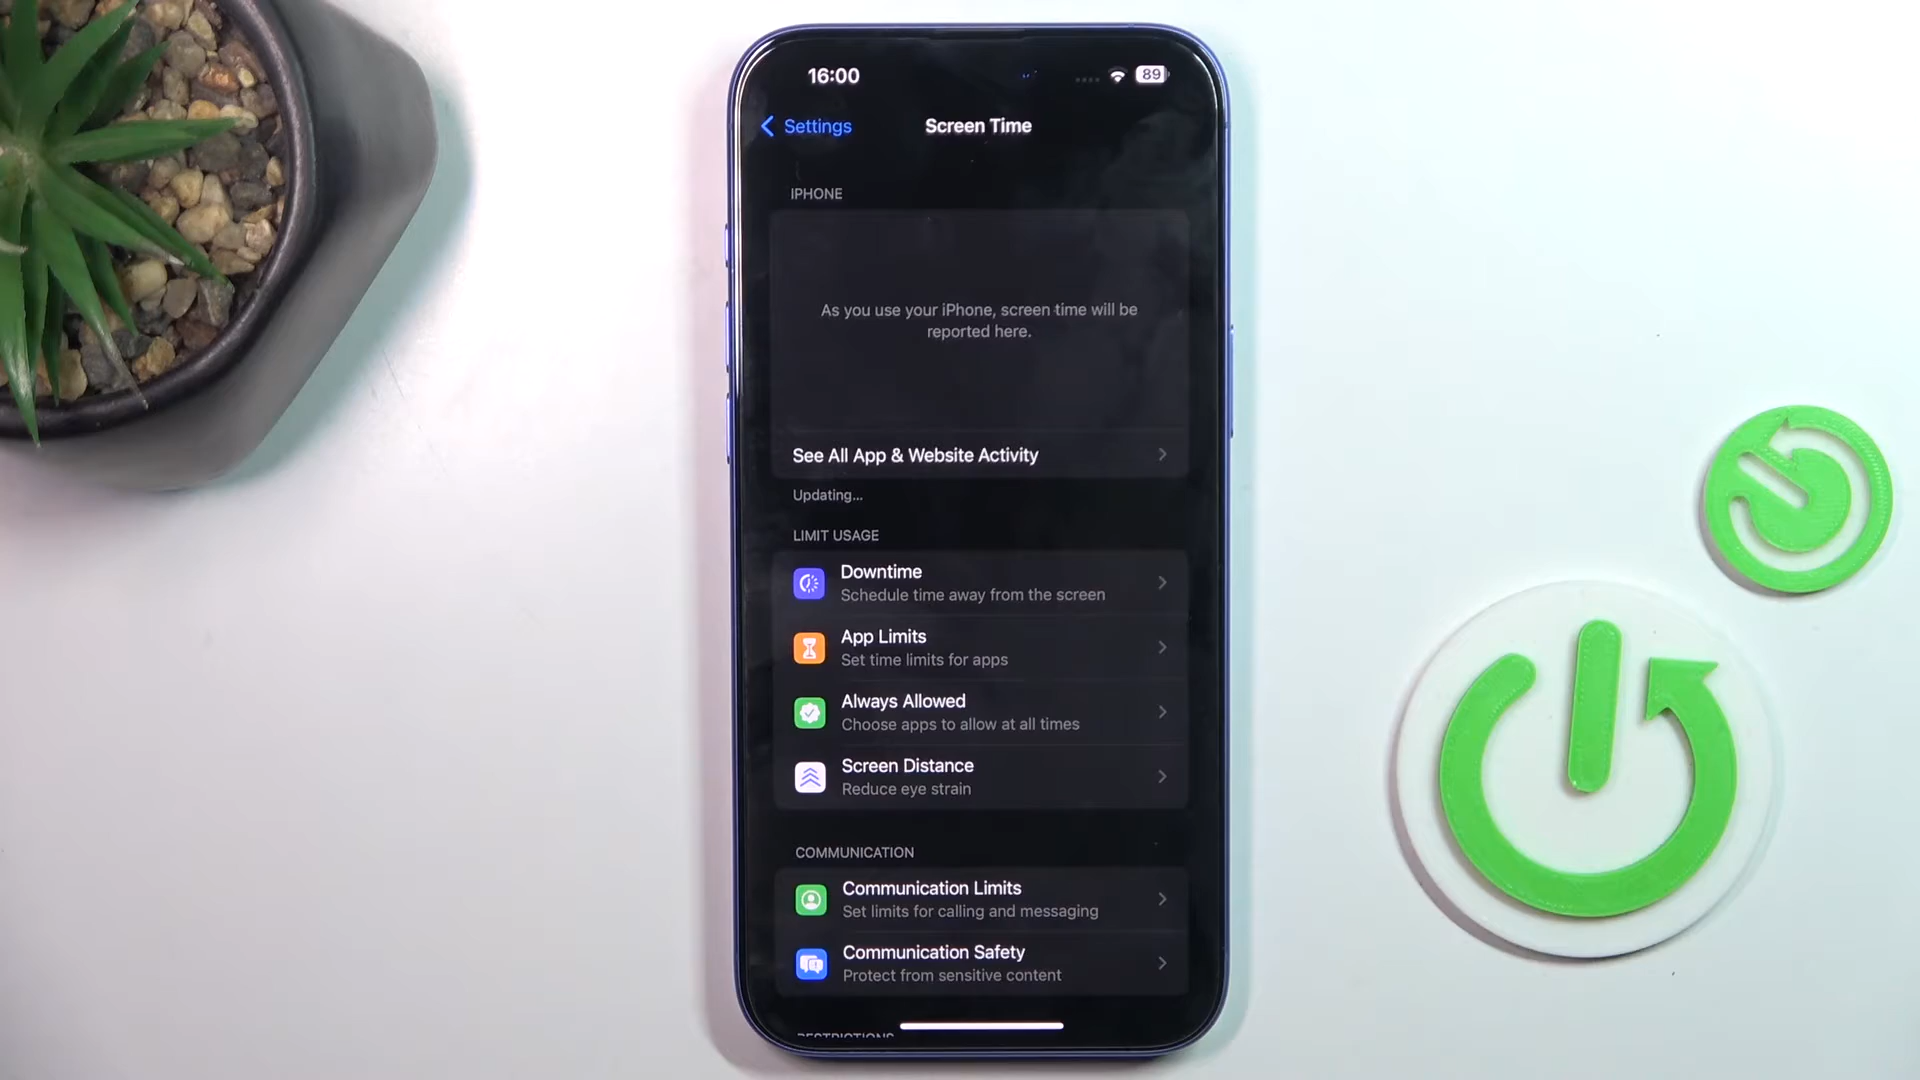 16:00
89
Settings
Screen Time
IPHONE
As you use your iPhone, screen time will be
reported here.
See All App & Website Activity
Updating...
LIMIT USAGE
Downtime
Schedule time away from the screen
App Limits
Set time limits for apps
Always Allowed
Choose apps to allow at all times
Screen Distance
Reduce eye strain
COMMUNICATION
Communication Limits
Set limits for calling and messaging
Communication Safety
Protect from sensitive content
RESTRICTIONS